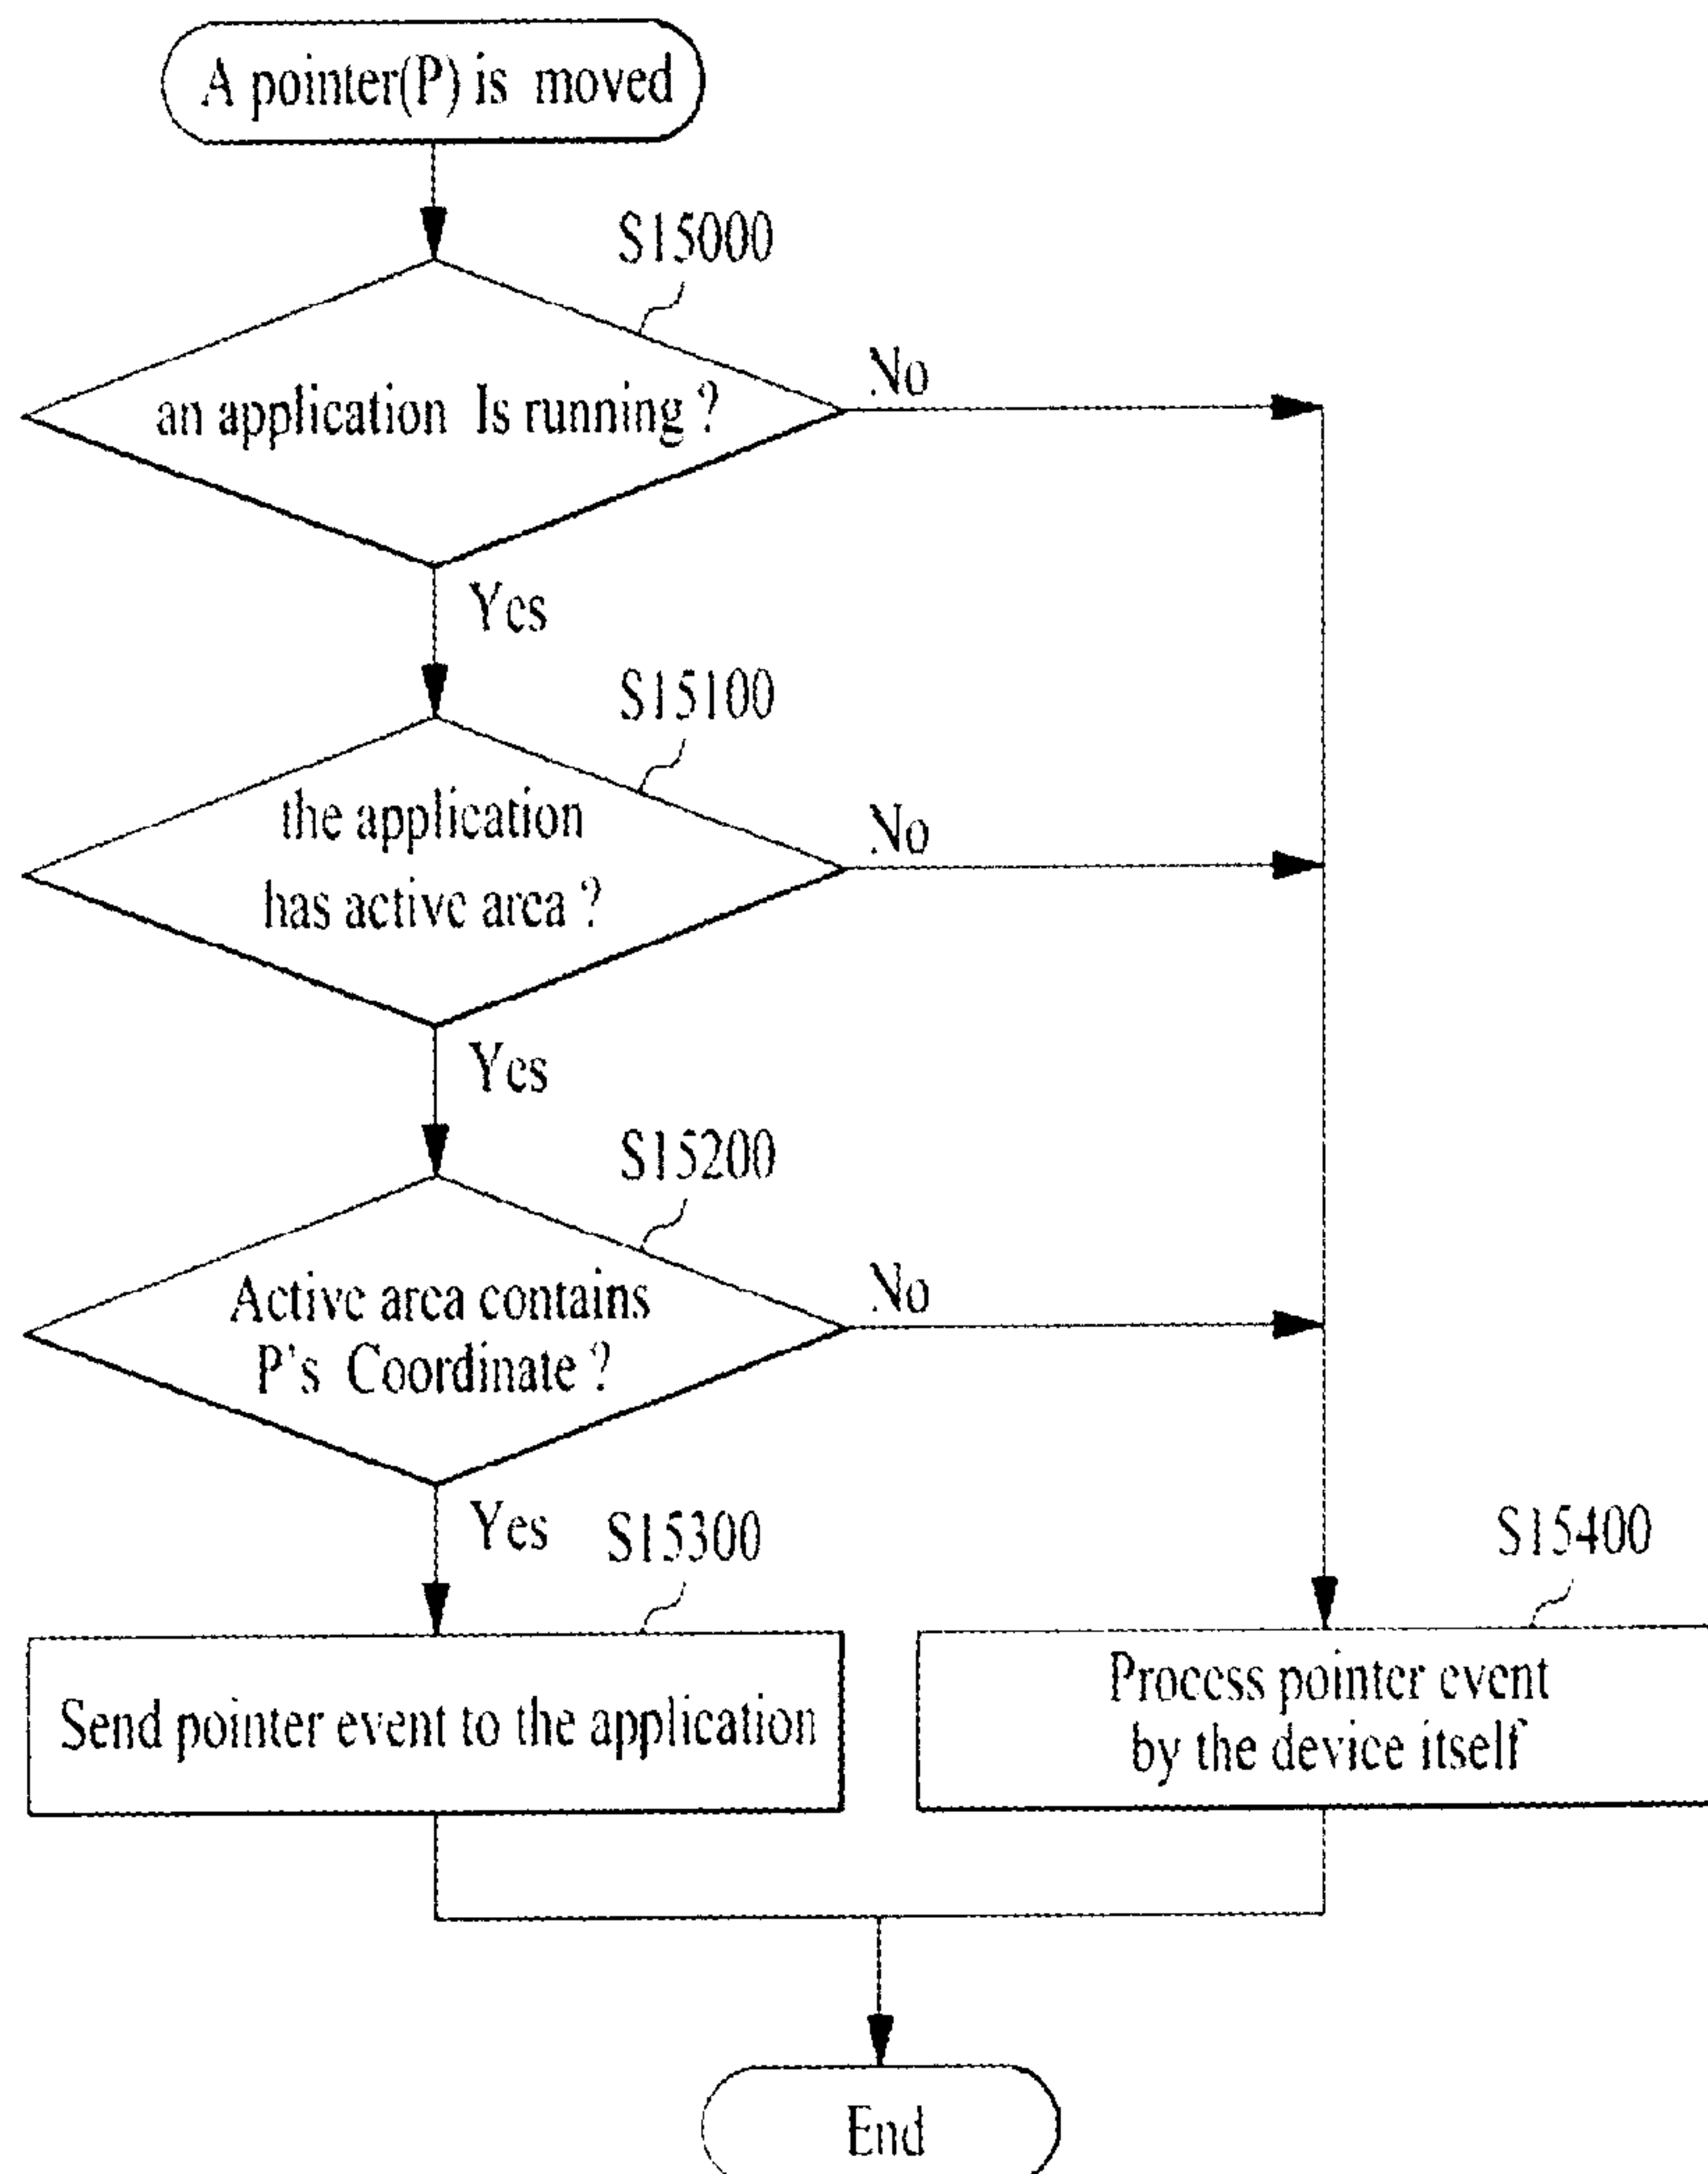 A pointer(P) is moved
S15000
an application Is running ?
No
Yes
S15100
the application
has active area ?
No
Yes
S15200
Active area contains
P's Coordinate ?
No
Yes
S15300
S15400
Send pointer event to the application
Process pointer event
by the device itself
End